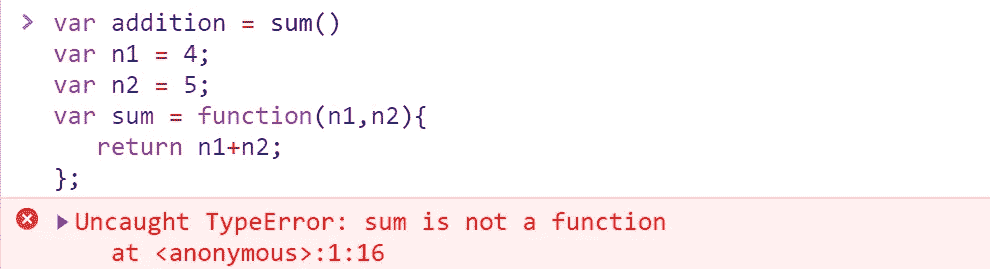 > var addition = sum()
var n1 = 4;
var n2 = 5;
var sum = function(n1,n2){
   return n1+n2;
};
Uncaught TypeError: sum is not a function
    at <anonymous>:1:16